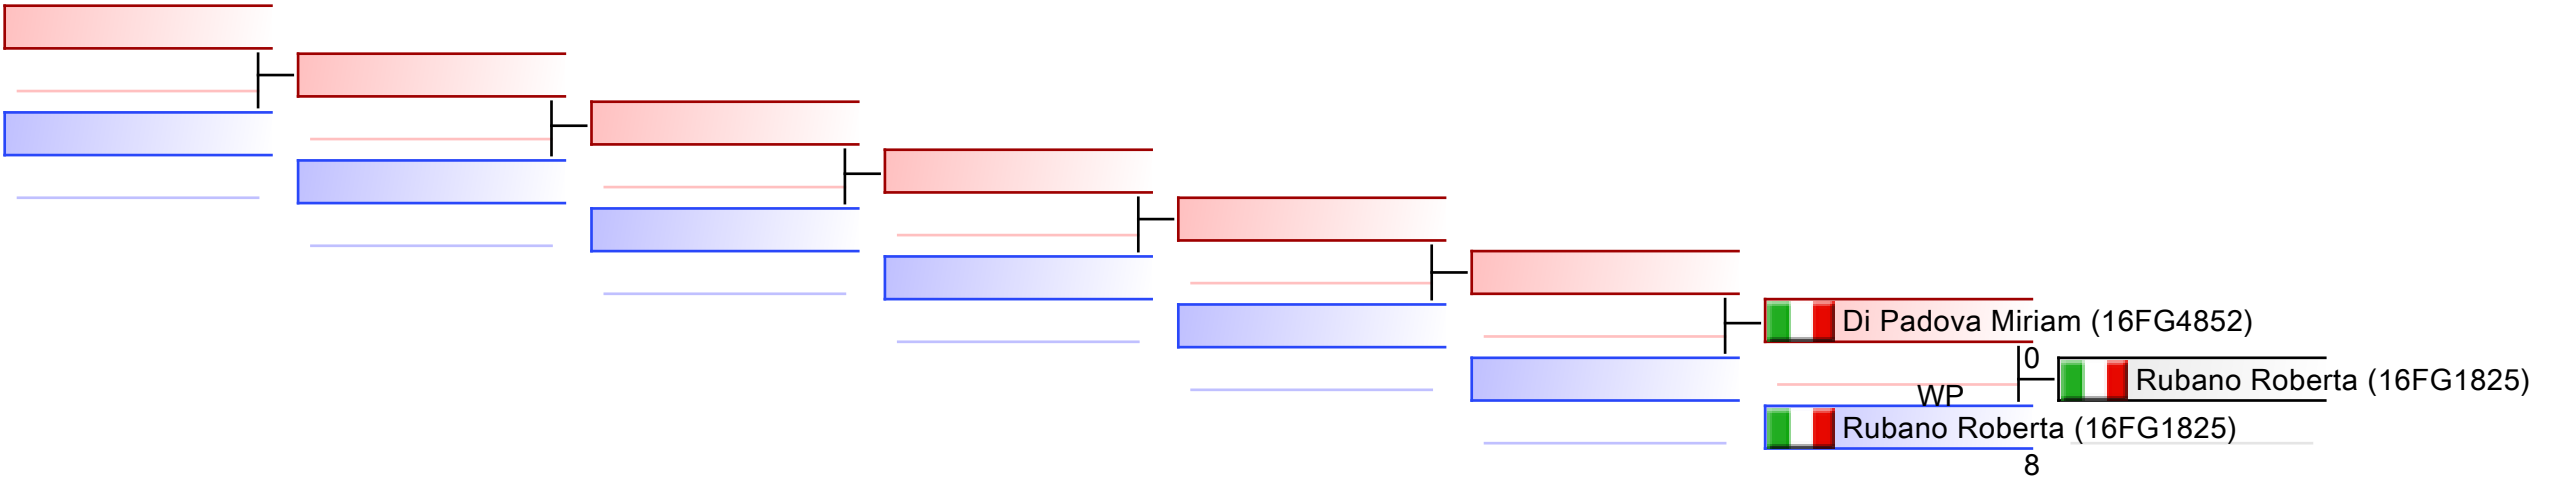 Di Padova Miriam (16FG4852)
0
Rubano Roberta (16FG1825)
WP
Rubano Roberta (16FG1825)
8